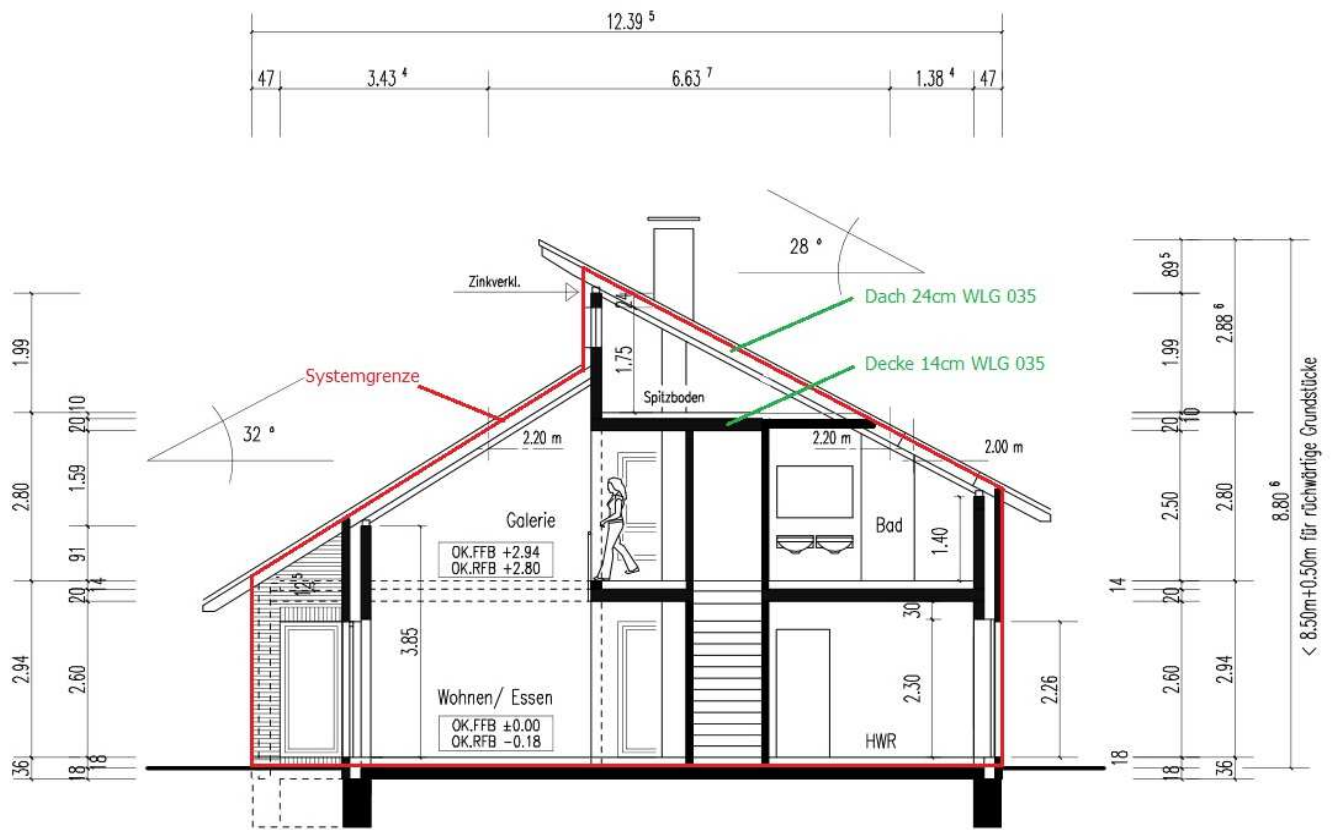 12.39 5
47
3.43 4
6.63 7
1.38 4
47
28 °
89 5
Zinkverkl.
Dach 24cm WLG 035
2.88 6
1.99
1.75
1.99
Decke 14cm WLG 035
Systemgrenze
Spitzboden
10
20
10
20
32 °
2.20 m
2.20 m
2.00 m
1.59
2.80
Galerie
Bad
1.40
2.50
2.80
8.80 6
< 8.50m+0.50m für rüchwärtige Grundstücke
OK.FFB +2.94
OK.RFB +2.80
91
12 5
14
20
30
14
20
3.85
2.94
2.60
2.30
2.26
2.60
2.94
Wohnen/ Essen
OK.FFB ±0.00
OK.RFB -0.18
HWR
36
18
18
18
18
36